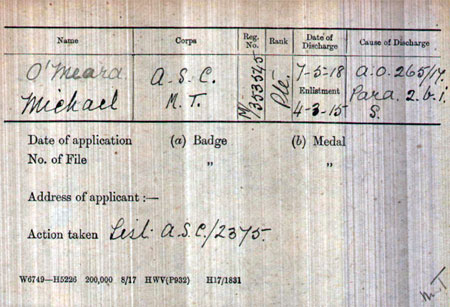 Name Corps Reg. No. Rank Date of Discharge Cause of Discharge
O'Meara A.S.C. M/353545 Pte. 7-5-18 A.O. 265/17.
Enlistment
Michael M.T. 4-3-15 Para. 2.b.i.
S.
Date of application (a) Badge (b) Medal
No. of File " "
Address of applicant :—
Action taken List A.S.C./2375.
W6749—H5226 200,000 8/17 HWV(P932) H17/1831
M.T